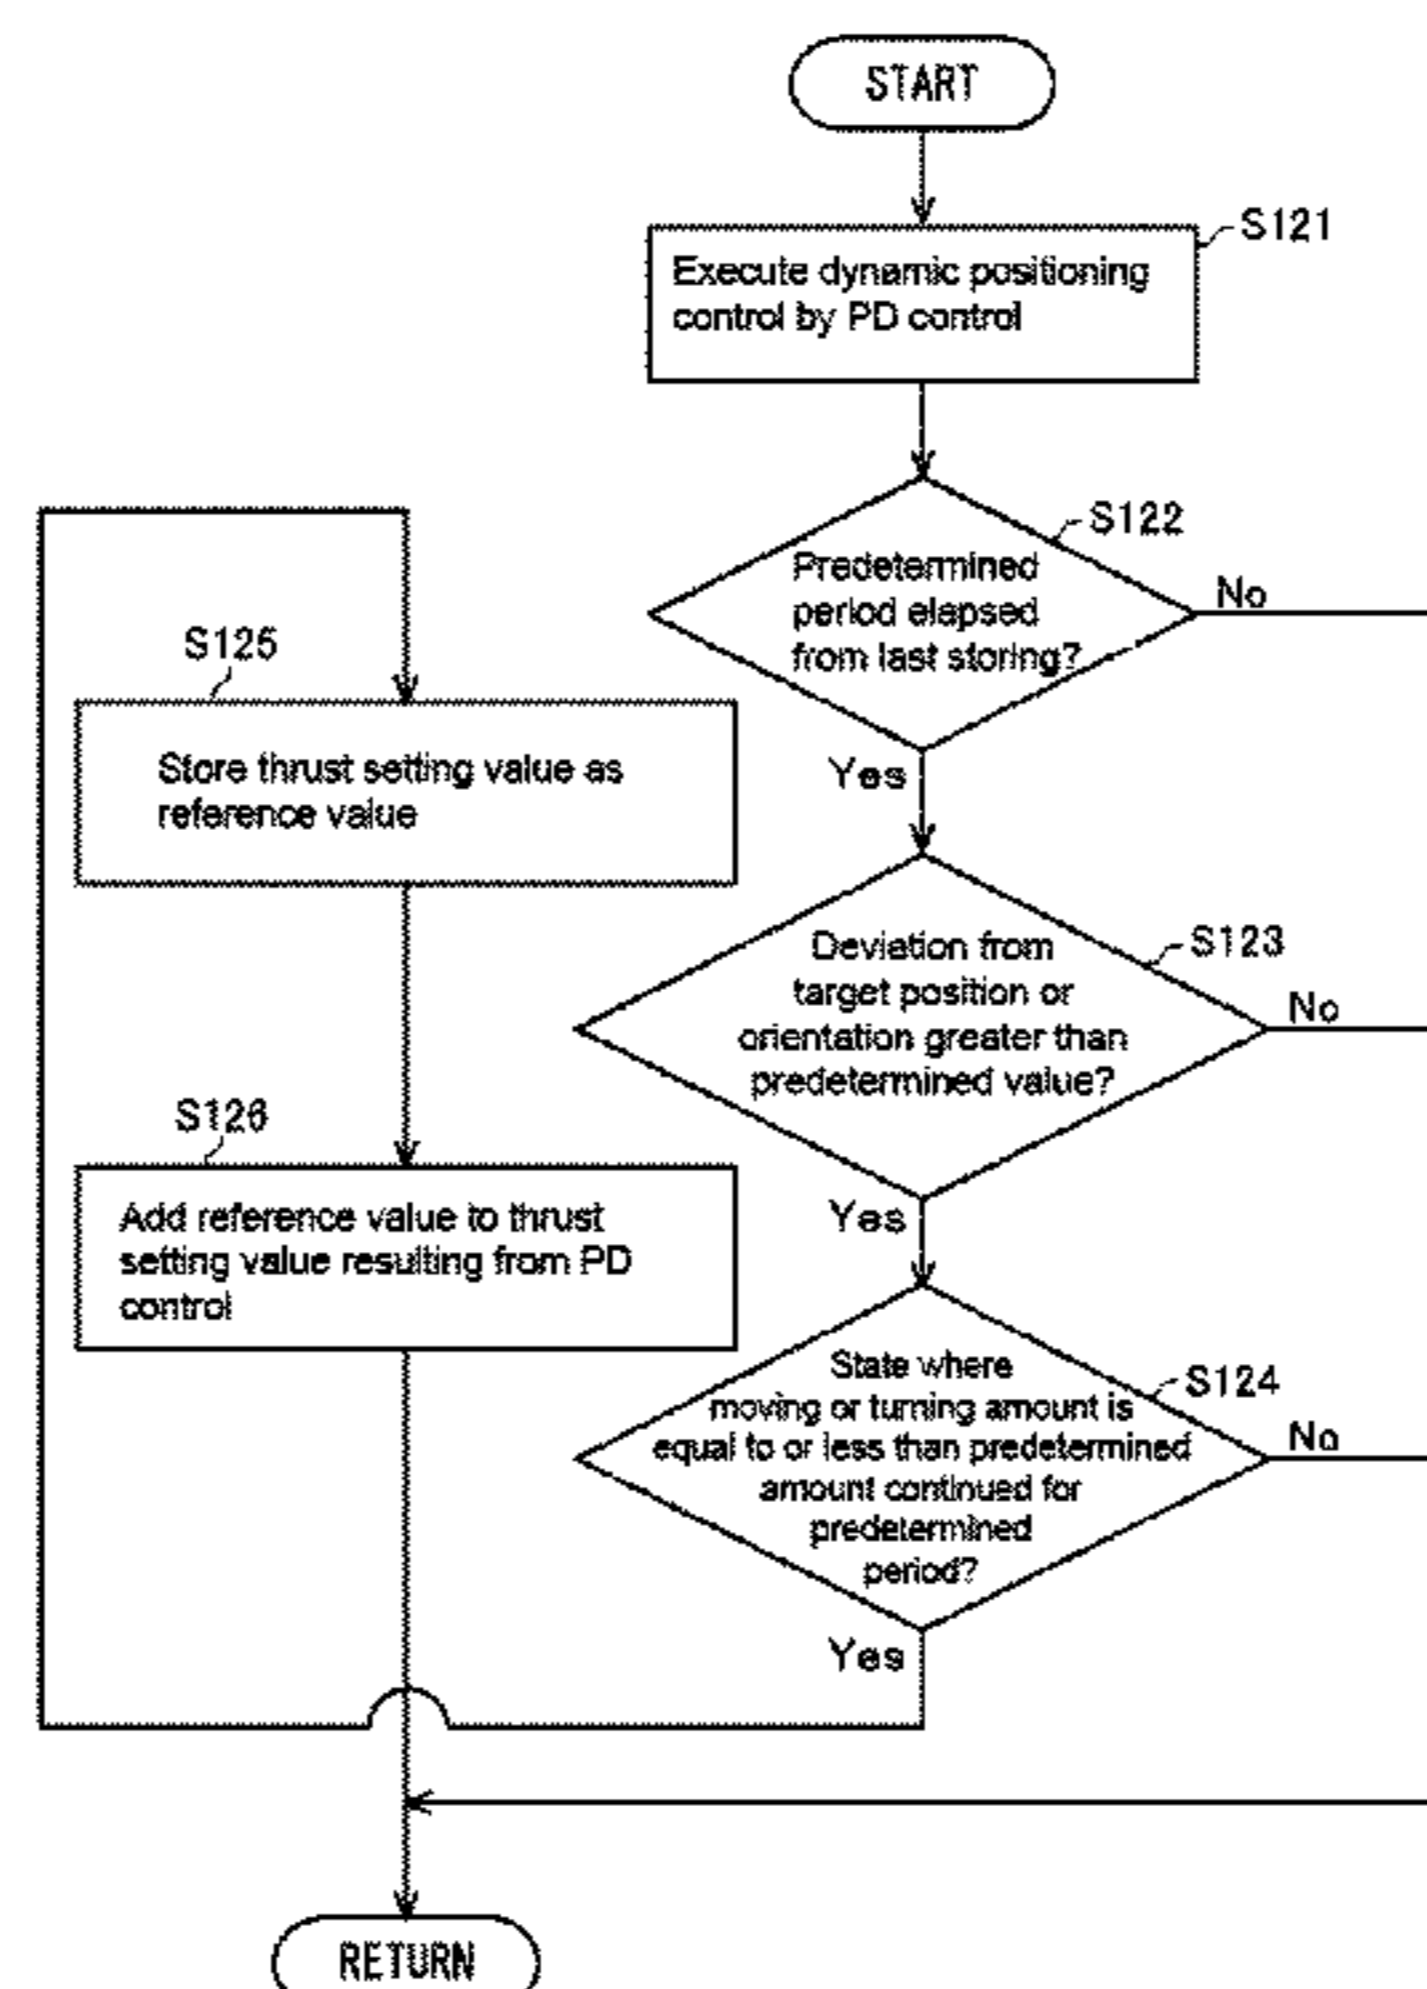 START
S121
Execute dynamic positioning
control by PD control
S122
Predetermined
period elapsed
from last storing?
No
Yes
S123
Deviation from
target position or
orientation greater than
predetermined value?
No
Yes
S124
State where
moving or turning amount is
equal to or less than predetermined
amount continued for
predetermined
period?
No
Yes
S125
Store thrust setting value as
reference value
S126
Add reference value to thrust
setting value resulting from PD
control
RETURN